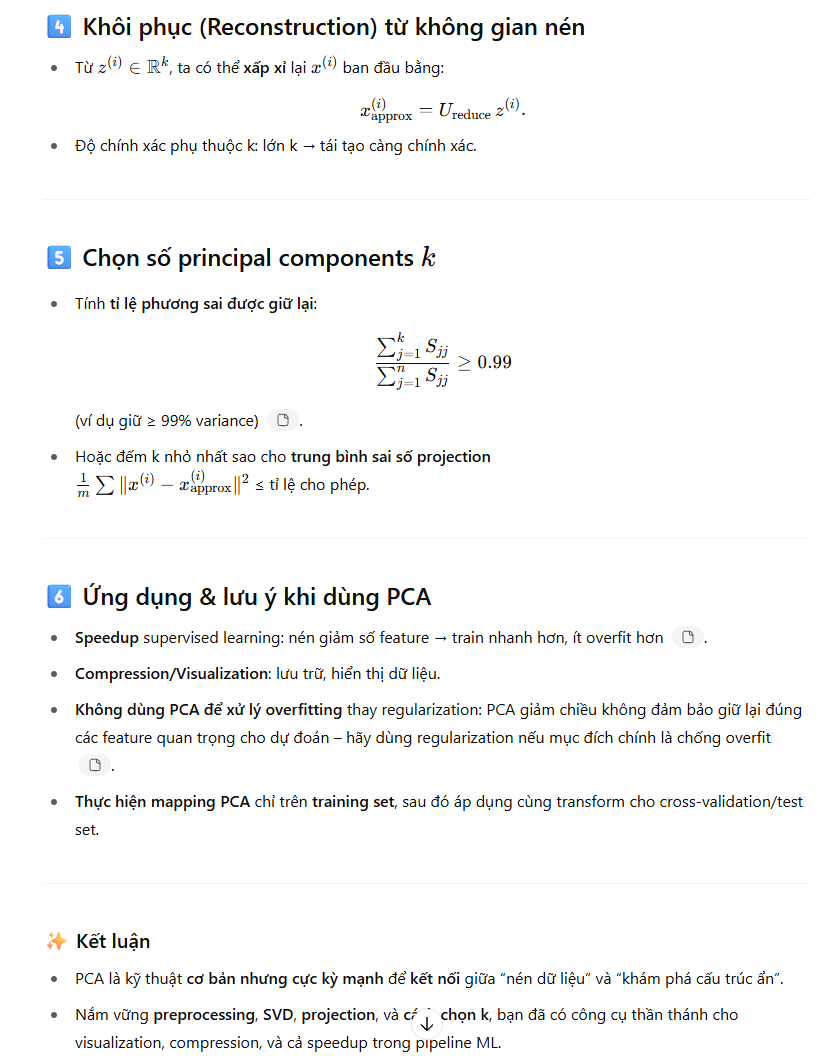 4 Khôi phục (Reconstruction) từ không gian nén
• Từ z^(i) ∈ ℝ^k, ta có thể xấp xỉ lại x^(i) ban đầu bằng:
x_approx^(i) = U_reduce z^(i).
• Độ chính xác phụ thuộc k: lớn k → tái tạo càng chính xác.
5 Chọn số principal components k
• Tính tỉ lệ phương sai được giữ lại:
∑_{j=1}^k S_jj / ∑_{j=1}^n S_jj ≥ 0.99
(ví dụ giữ ≥ 99% variance) .
• Hoặc đếm k nhỏ nhất sao cho trung bình sai số projection
1/m ∑ ‖x^(i) − x_approx^(i)‖² ≤ tỉ lệ cho phép.
6 Ứng dụng & lưu ý khi dùng PCA
• Speedup supervised learning: nén giảm số feature → train nhanh hơn, ít overfit hơn .
• Compression/Visualization: lưu trữ, hiển thị dữ liệu.
• Không dùng PCA để xử lý overfitting thay regularization: PCA giảm chiều không đảm bảo giữ lại đúng
các feature quan trọng cho dự đoán – hãy dùng regularization nếu mục đích chính là chống overfit
.
• Thực hiện mapping PCA chỉ trên training set, sau đó áp dụng cùng transform cho cross-validation/test
set.
✨ Kết luận
• PCA là kỹ thuật cơ bản nhưng cực kỳ mạnh để kết nối giữa “nén dữ liệu” và “khám phá cấu trúc ẩn”.
• Nắm vững preprocessing, SVD, projection, và chọn k, bạn đã có công cụ thần thánh cho
visualization, compression, và cả speedup trong pipeline ML.